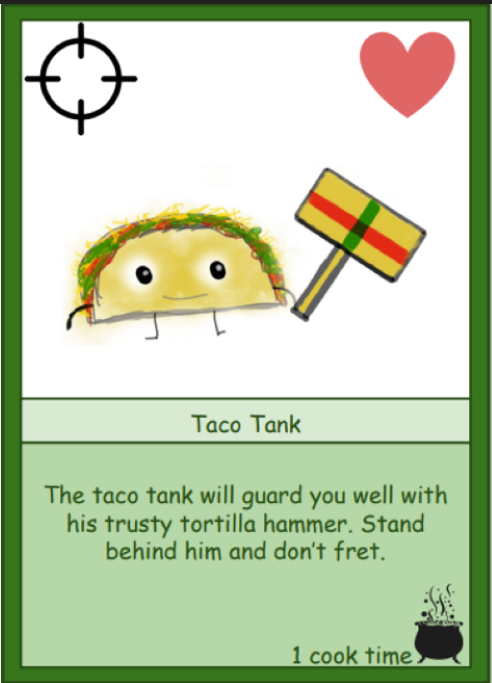 Taco Tank
The taco tank will guard you well with
his trusty tortilla hammer. Stand
behind him and don't fret.
1 cook time